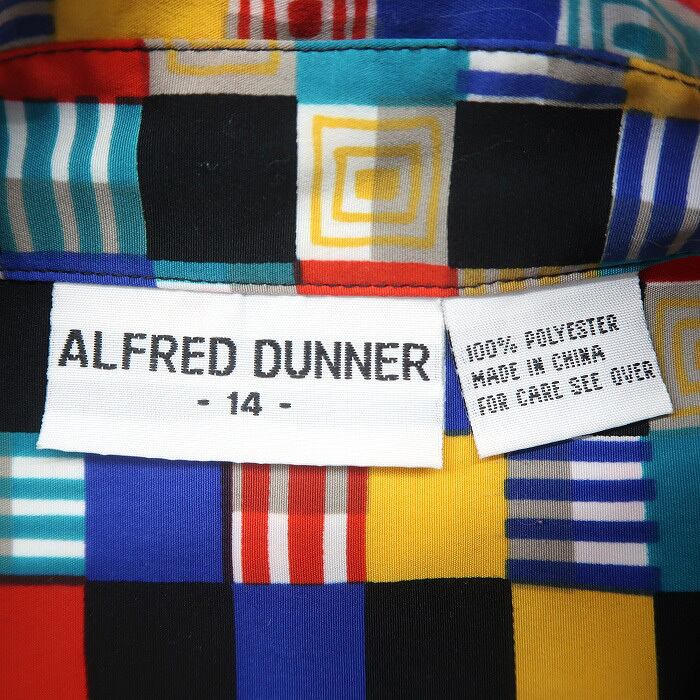 ALFRED DUNNER
- 14 -
100% POLYESTER
MADE IN CHINA
FOR CARE SEE OVER